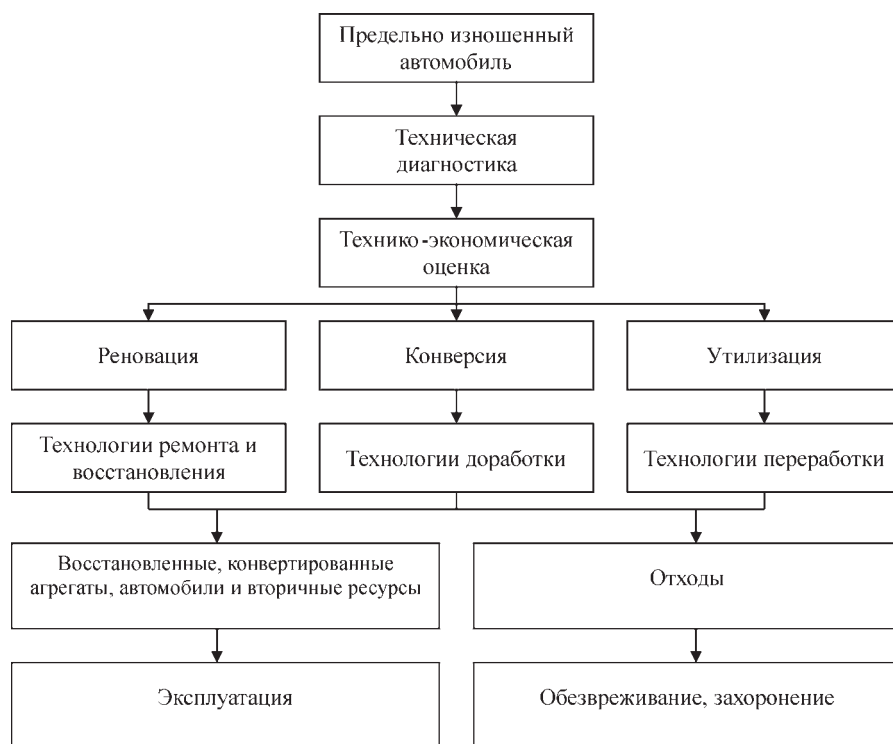 Предельно изношенный
автомобиль
Техническая
диагностика
Технико-экономическая
оценка
Реновация
Конверсия
Утилизация
Технологии ремонта и
восстановления
Технологии доработки
Технологии переработки
Восстановленные, конвертированные
агрегаты, автомобили и вторичные ресурсы
Отходы
Эксплуатация
Обезвреживание, захоронение